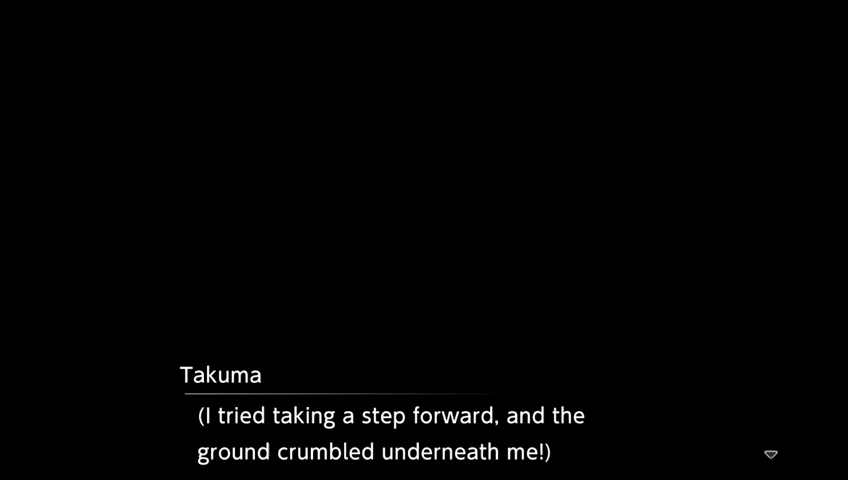 Takuma
(I tried taking a step forward, and the
ground crumbled underneath me!)